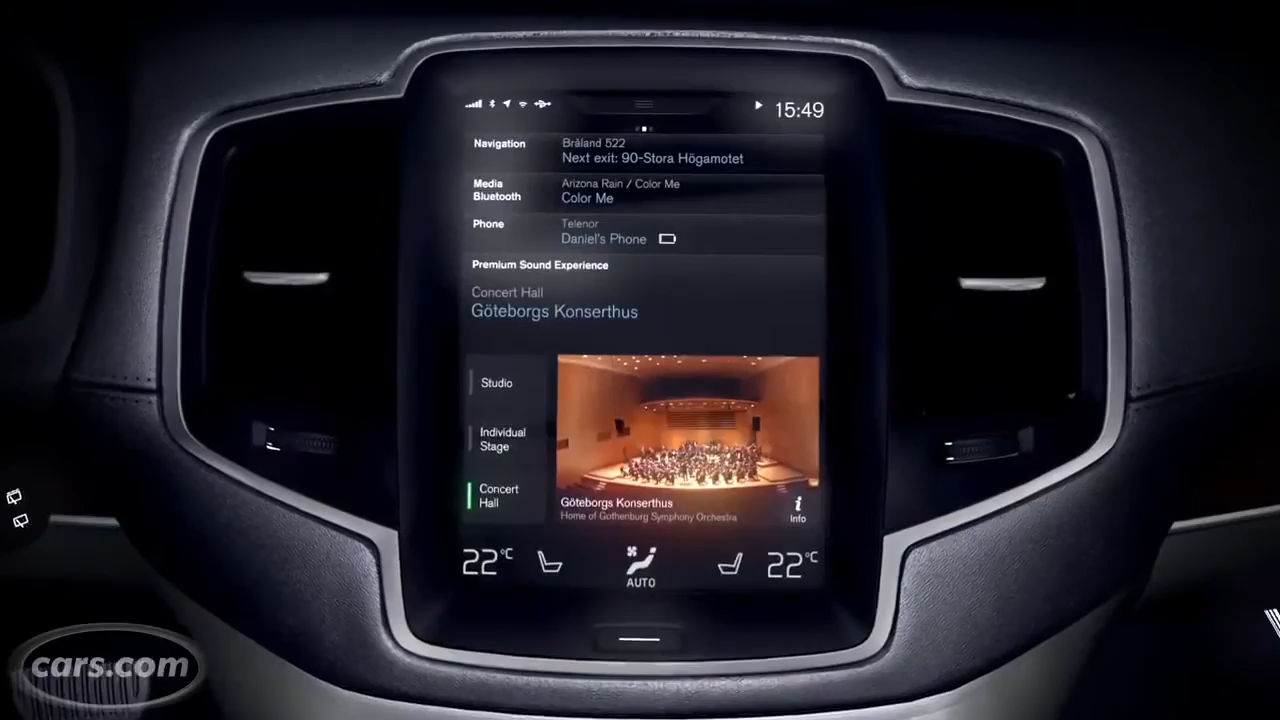 15:49
Navigation
Bråland 522
Next exit: 90-Stora Högamotet
Media
Bluetooth
Arizona Rain / Color Me
Color Me
Phone
Telenor
Daniel's Phone
Premium Sound Experience
Concert Hall
Göteborgs Konserthus
Studio
Individual
Stage
Concert
Hall
Göteborgs Konserthus
Home of Gothenburg Symphony Orchestra
i
Info
22°C
AUTO
22°C
cars.com